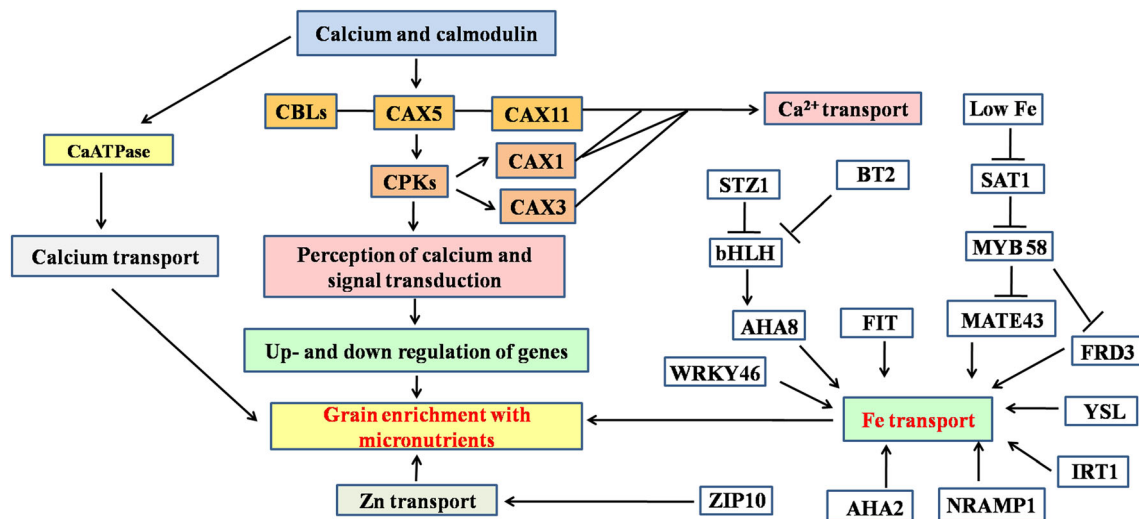 Calcium and calmodulin
CBLs
CAX5
CAX11
Ca²⁺ transport
Low Fe
CaATPase
CPKs
CAX1
CAX3
STZ1
BT2
SAT1
Calcium transport
Perception of calcium and
signal transduction
bHLH
MYB 58
Up- and down regulation of genes
AHA8
FIT
MATE43
FRD3
WRKY46
Grain enrichment with
micronutrients
Fe transport
YSL
IRT1
Zn transport
ZIP10
AHA2
NRAMP1